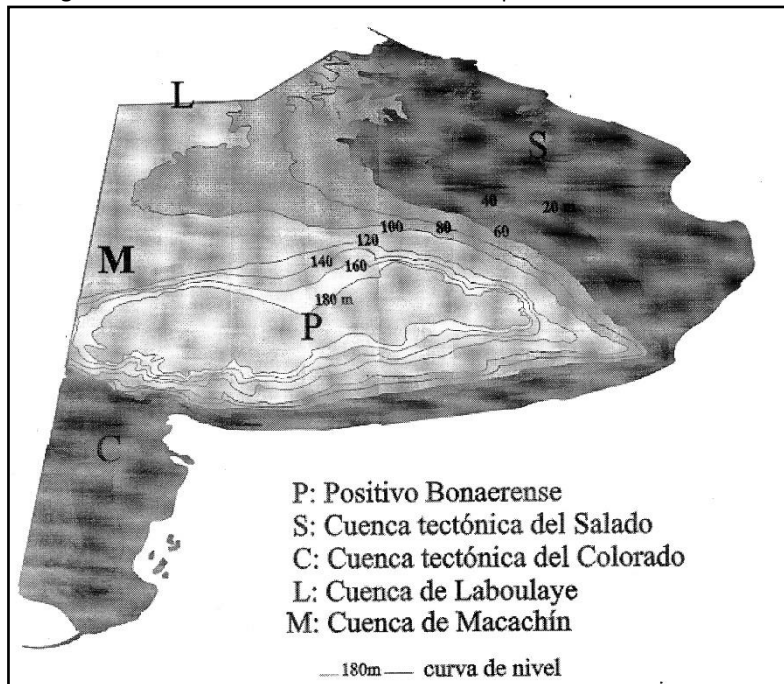 L
S
40
20 m
100
80
60
120
M
140
160
180 m
P
C
P: Positivo Bonaerense
S: Cuenca tectónica del Salado
C: Cuenca tectónica del Colorado
L: Cuenca de Laboulaye
M: Cuenca de Macachín
180m curva de nivel